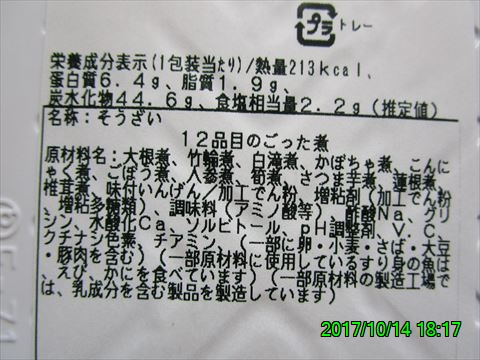 プラ トレー
栄養成分表示(1包装当たり)/熱量213kcal、
蛋白質6.4g、脂質1.9g、
炭水化物44.6g、食塩相当量2.2g(推定値)
名称:そうざい
12品目のごった煮
原材料名:大根煮、竹輪煮、白滝煮、かぼちゃ煮、こんに
ゃく煮、ごぼう煮、人参煮、筍煮、さつま芋煮、蓮根煮、
椎茸煮、味付いんげん/加工でん粉、増粘剤(加工でん粉
、増粘多糖類)、調味料(アミノ酸等)、酢酸Na、グリ
シン、水酸化Ca、ソルビトール、pH調整剤、V.C、
クチナシ色素、チアミン、(一部に卵・小麦・さば・大豆
・豚肉を含む)(一部原材料に使用しているすり身の魚は
、えび、かにを食べています)(一部原材料の製造工場で
は、乳成分を含む製品を製造しています)
2017/10/14 18:17